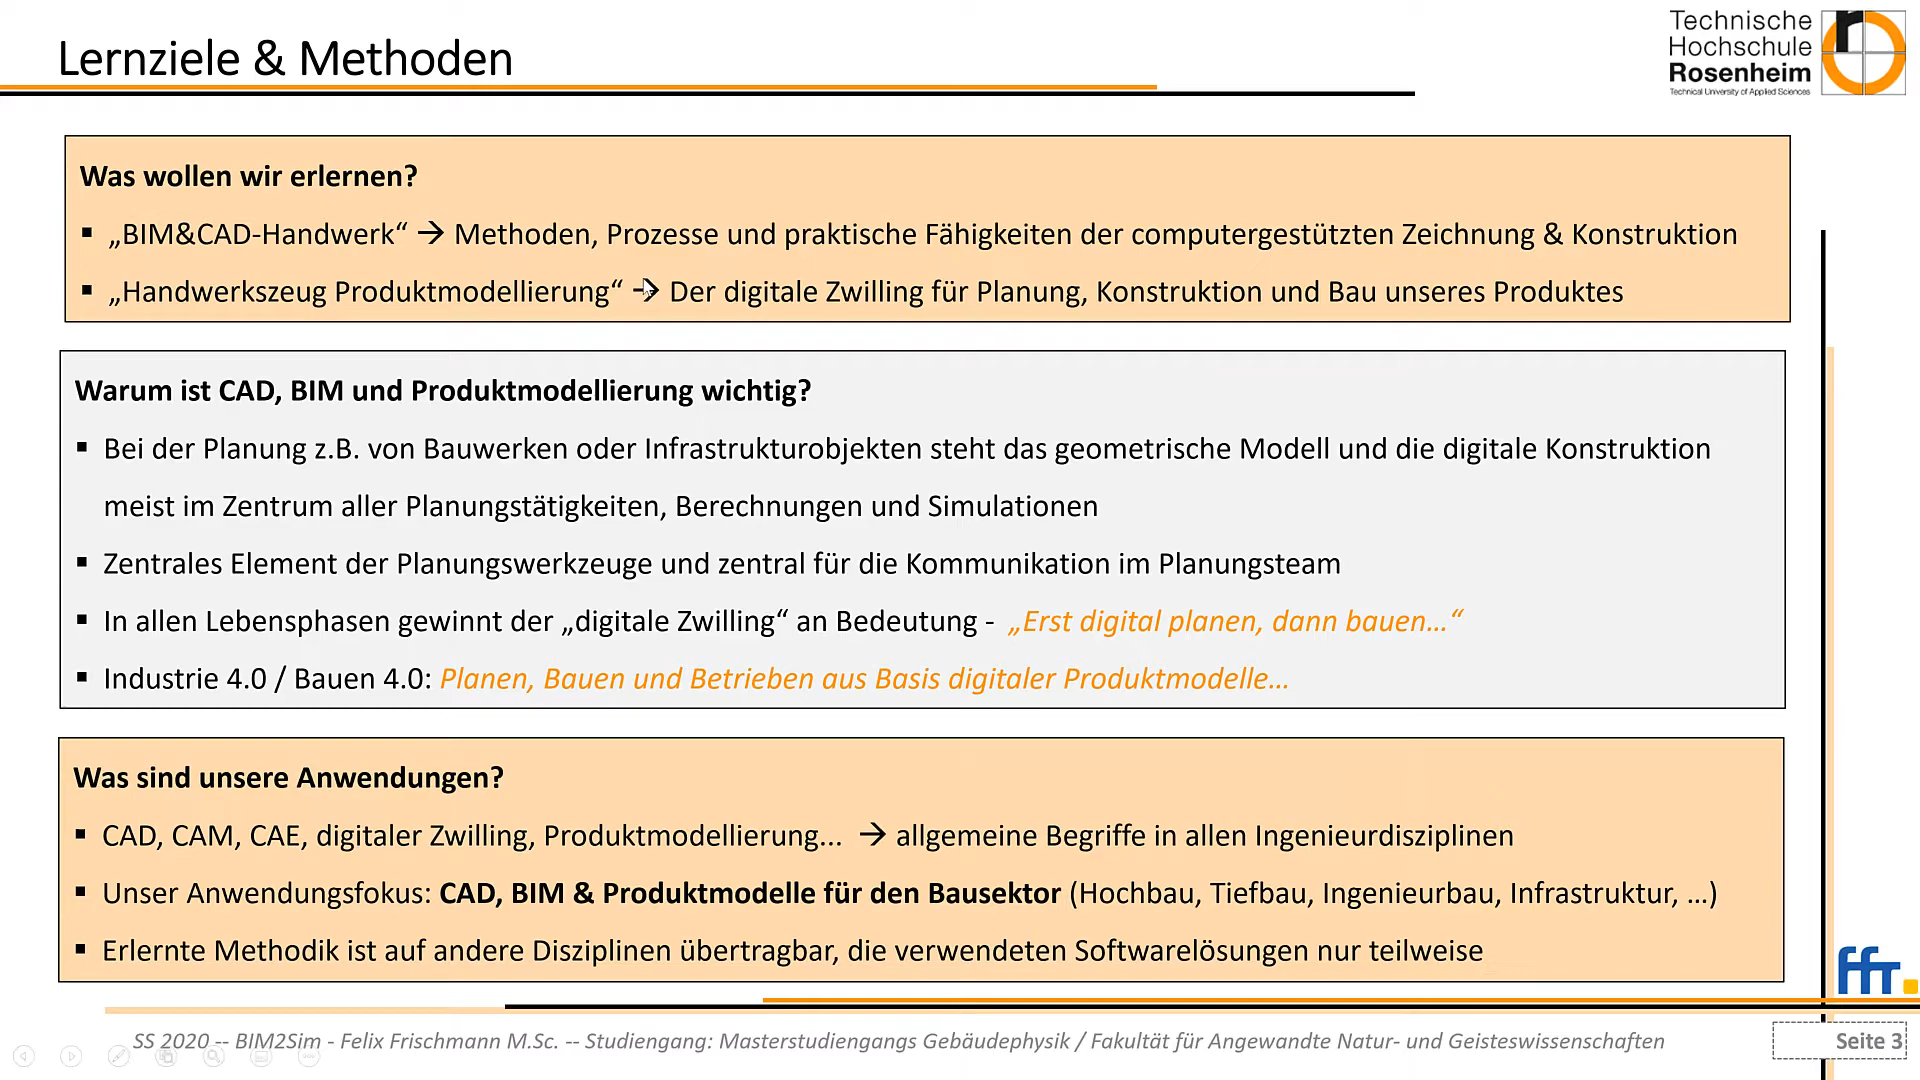 Lernziele & Methoden
Technische
Hochschule
Rosenheim
Technical University of Applied Sciences
Was wollen wir erlernen?
▪ „BIM&CAD-Handwerk“ → Methoden, Prozesse und praktische Fähigkeiten der computergestützten Zeichnung & Konstruktion
▪ „Handwerkszeug Produktmodellierung“ → Der digitale Zwilling für Planung, Konstruktion und Bau unseres Produktes
Warum ist CAD, BIM und Produktmodellierung wichtig?
▪ Bei der Planung z.B. von Bauwerken oder Infrastrukturobjekten steht das geometrische Modell und die digitale Konstruktion
meist im Zentrum aller Planungstätigkeiten, Berechnungen und Simulationen
▪ Zentrales Element der Planungswerkzeuge und zentral für die Kommunikation im Planungsteam
▪ In allen Lebensphasen gewinnt der „digitale Zwilling“ an Bedeutung - „Erst digital planen, dann bauen…“
▪ Industrie 4.0 / Bauen 4.0: Planen, Bauen und Betrieben aus Basis digitaler Produktmodelle…
Was sind unsere Anwendungen?
▪ CAD, CAM, CAE, digitaler Zwilling, Produktmodellierung... → allgemeine Begriffe in allen Ingenieurdisziplinen
▪ Unser Anwendungsfokus: CAD, BIM & Produktmodelle für den Bausektor (Hochbau, Tiefbau, Ingenieurbau, Infrastruktur, …)
▪ Erlernte Methodik ist auf andere Disziplinen übertragbar, die verwendeten Softwarelösungen nur teilweise
ffr.
SS 2020 -- BIM2Sim - Felix Frischmann M.Sc. -- Studiengang: Masterstudiengangs Gebäudephysik / Fakultät für Angewandte Natur- und Geisteswissenschaften
Seite 3